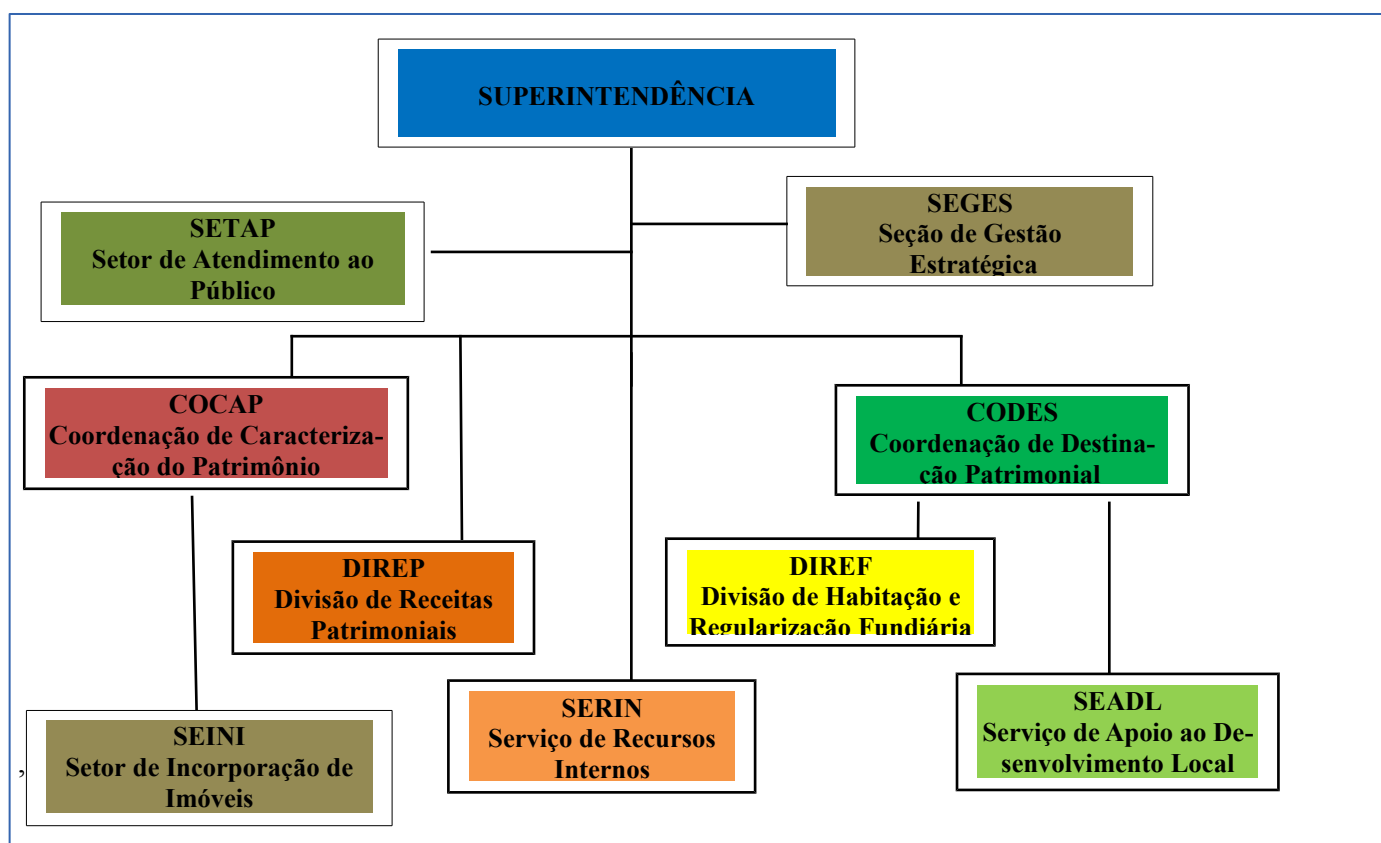 SUPERINTENDÊNCIA
SETAP
Setor de Atendimento ao
Público
SEGES
Seção de Gestão
Estratégica
COCAP
Coordenação de Caracteriza-
ção do Patrimônio
CODES
Coordenação de Destina-
ção Patrimonial
DIREP
Divisão de Receitas
Patrimoniais
DIREF
Divisão de Habitação e
Regularização Fundiária
SEINI
Setor de Incorporação de
Imóveis
SERIN
Serviço de Recursos
Internos
SEADL
Serviço de Apoio ao De-
senvolvimento Local
,